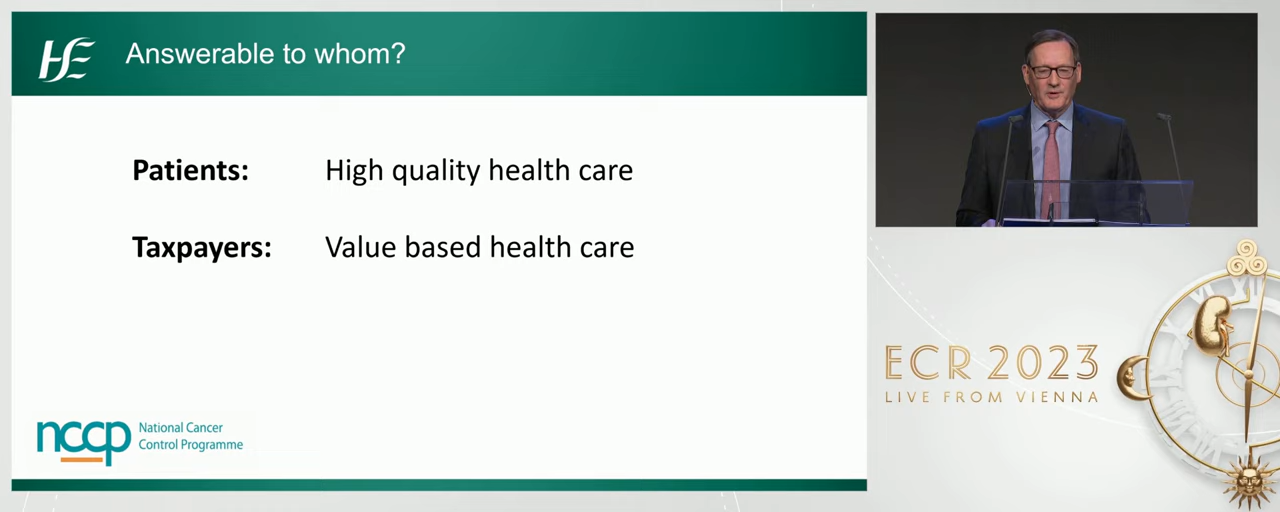 HSE
Answerable to whom?
Patients: High quality health care
Taxpayers: Value based health care
nccp National Cancer
Control Programme
ECR 2023
LIVE FROM VIENNA